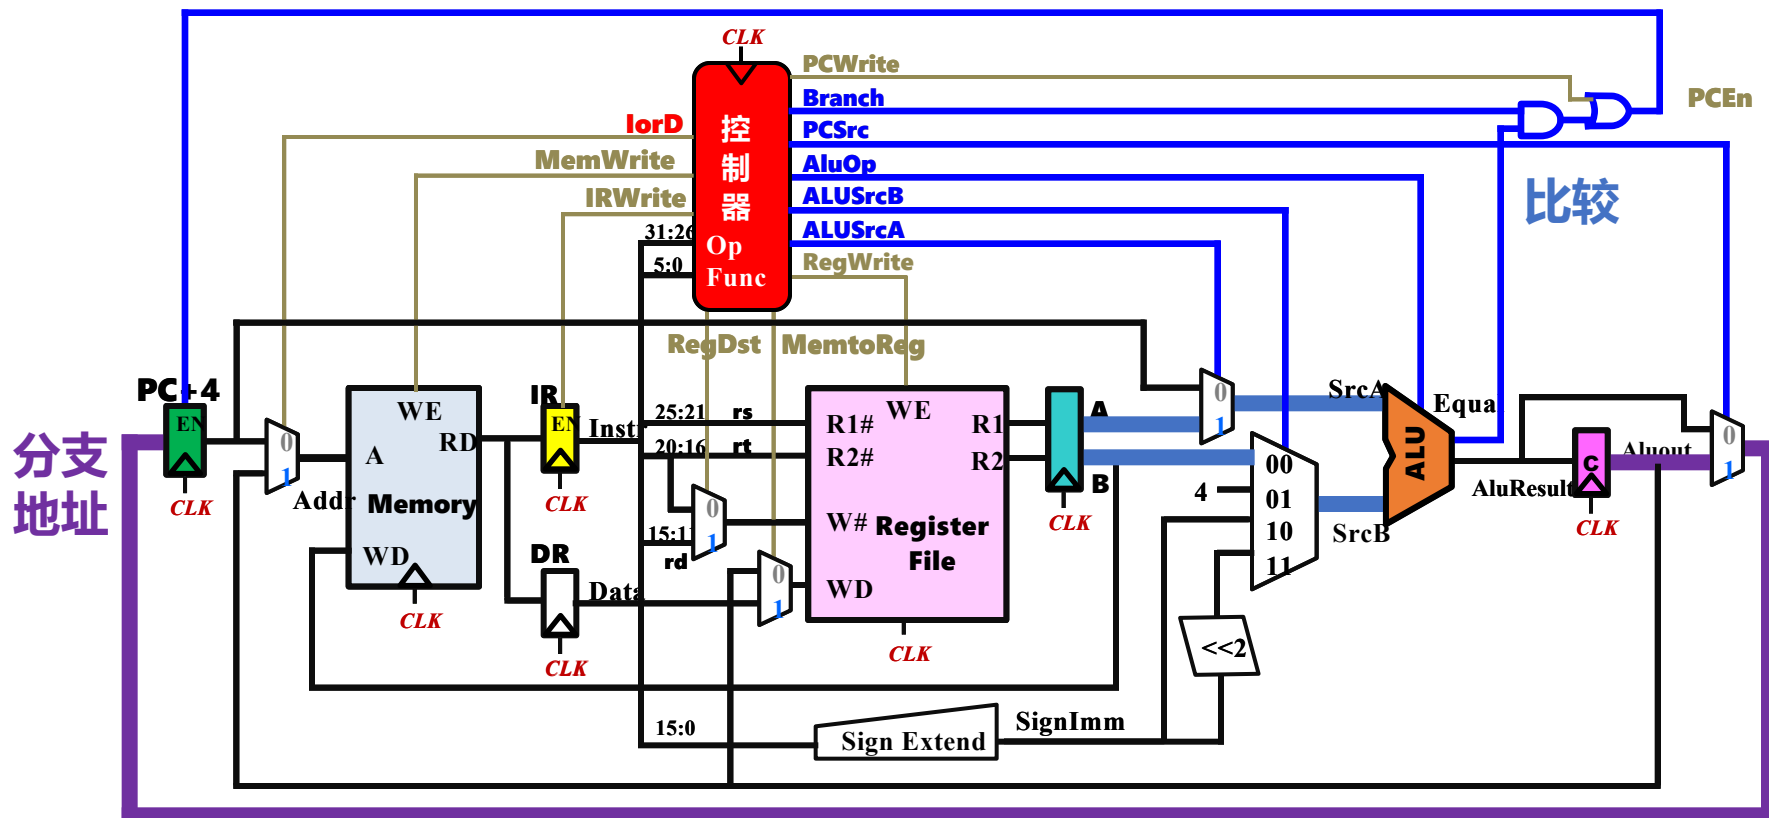 CLK
PCWrite
Branch
PCEn
IorD
控制器
PCSrc
MemWrite
AluOp
比较
IRWrite
ALUSrcB
31:26
Op
ALUSrcA
5:0
Func
RegWrite
RegDst
MemtoReg
PC+4
EN
CLK
分支
地址
0
1
Addr
WE
A
RD
Memory
WD
CLK
IR
EN
Instr
CLK
DR
Data
CLK
25:21 rs
20:16 rt
15:11
rd
0
1
0
1
WE
R1#
R1
R2#
R2
W#
Register
File
WD
CLK
A
B
CLK
0
1
00
4
01
10
11
<<2
SrcA
SrcB
ALU
Equa
AluResult
C
CLK
Aluout
0
1
15:0
Sign Extend
SignImm